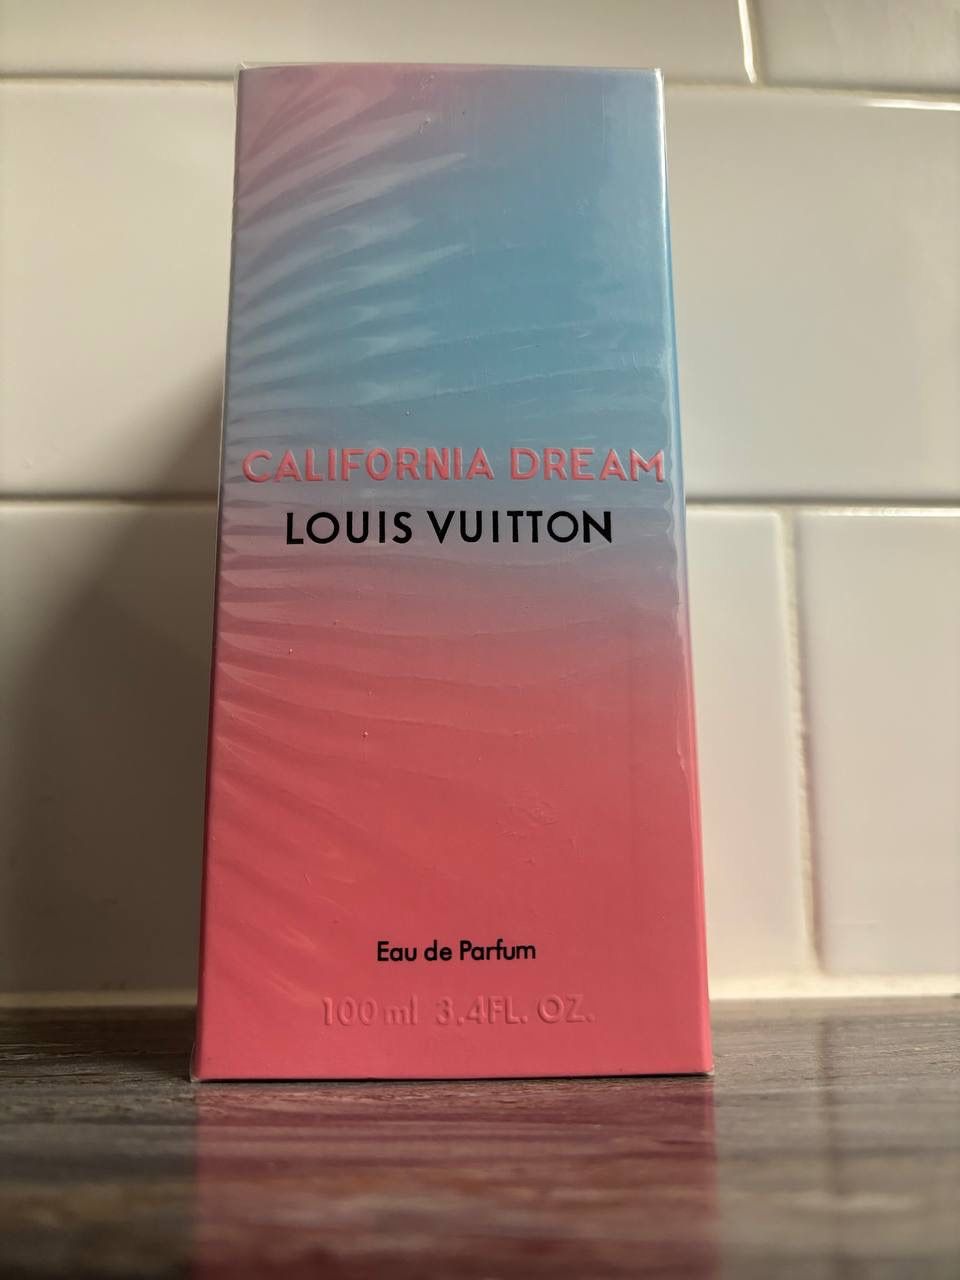 CALIFORNIA DREAM
LOUIS VUITTON
Eau de Parfum
100 ml 3.4FL. OZ.